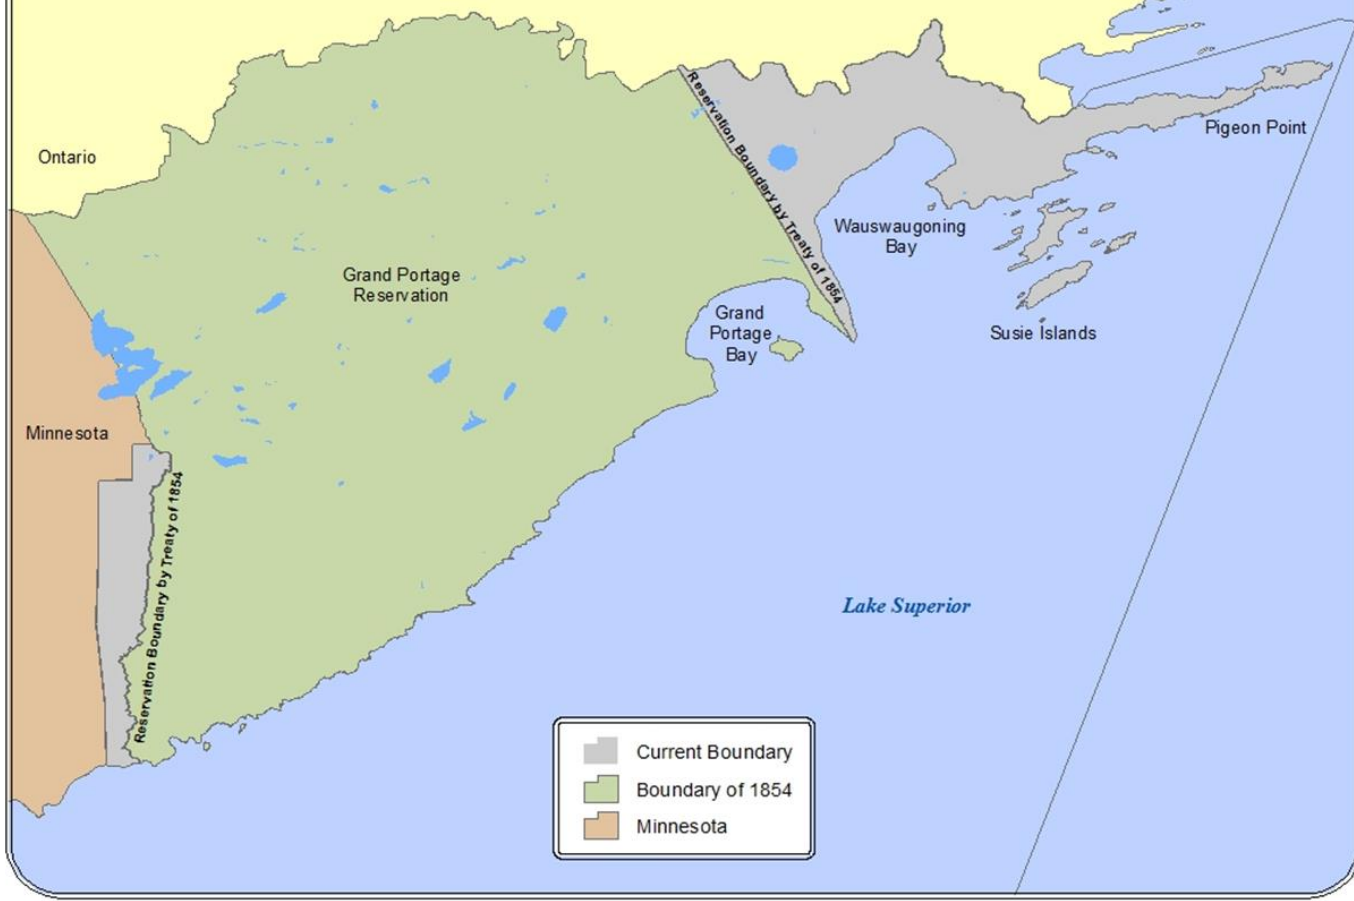 Ontario
Pigeon Point
Reservation Boundary by Treaty of 1854
Wauswaugoning
Bay
Grand Portage
Reservation
Grand
Portage
Bay
Susie Islands
Minnesota
Reservation Boundary by Treaty of 1854
Lake Superior
Current Boundary
Boundary of 1854
Minnesota